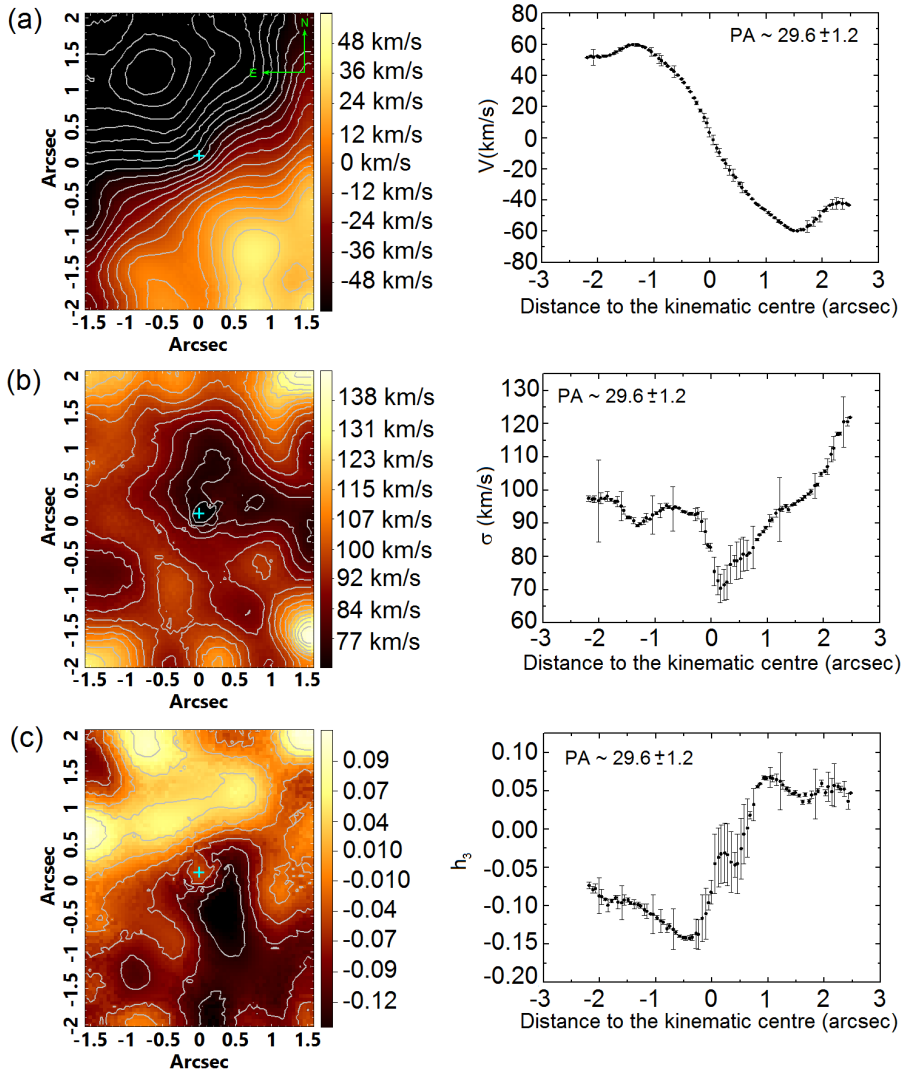 (a)
2
1.5
1
0.5
0
-0.5
-1
-1.5
-2
Arcsec
-1.5 -1 -0.5 0 0.5 1 1.5
Arcsec
N
E
48 km/s
36 km/s
24 km/s
12 km/s
0 km/s
-12 km/s
-24 km/s
-36 km/s
-48 km/s
PA ~ 29.6±1.2
80
60
40
20
0
-20
-40
-60
-80
V(km/s)
-3 -2 -1 0 1 2 3
Distance to the kinematic centre (arcsec)
(b)
2
1.5
1
0.5
0
-0.5
-1
-1.5
-2
Arcsec
-1.5 -1 -0.5 0 0.5 1 1.5
Arcsec
138 km/s
131 km/s
123 km/s
115 km/s
107 km/s
100 km/s
92 km/s
84 km/s
77 km/s
PA ~ 29.6±1.2
130
120
110
100
90
80
70
60
σ (km/s)
-3 -2 -1 0 1 2 3
Distance to the kinematic centre (arcsec)
(c)
2
1.5
1
0.5
0
-0.5
-1
-1.5
-2
Arcsec
-1.5 -1 -0.5 0 0.5 1 1.5
Arcsec
0.09
0.07
0.04
0.010
-0.010
-0.04
-0.07
-0.09
-0.12
PA ~ 29.6±1.2
0.10
0.05
0.00
-0.05
-0.10
-0.15
-0.20
h₃
-3 -2 -1 0 1 2 3
Distance to the kinematic centre (arcsec)